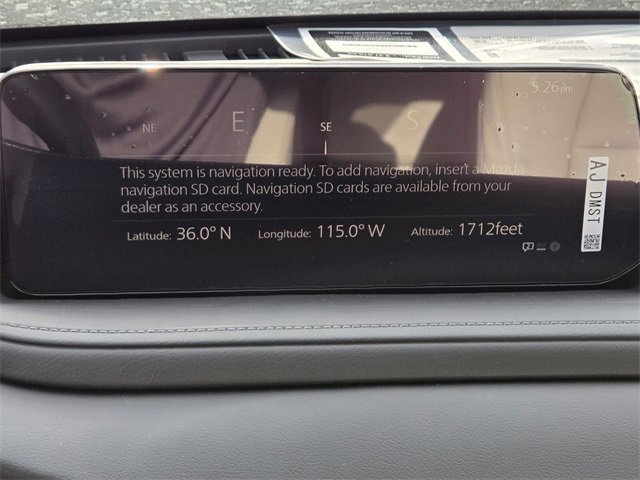 5:26pm
NE E SE S
This system is navigation ready. To add navigation, insert a Mazda
navigation SD card. Navigation SD cards are available from your
dealer as an accessory.
Latitude: 36.0° N Longitude: 115.0° W Altitude: 1712feet
AJ DMST